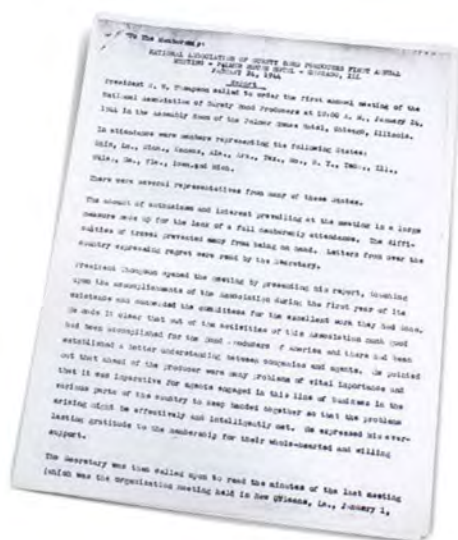 To the Membership:
NATIONAL ASSOCIATION OF SURETY BOND PRODUCERS FIRST ANNUAL
MEETING - PALMER HOUSE HOTEL - CHICAGO, ILL
JANUARY 24, 1944
REPORT
President Thompson called to order the first annual meeting of the
National Association of Surety Bond Producers at 10:00 A. M., January 24,
1944 in the Assembly Room of the Palmer House Hotel, Chicago, Illinois.
In attendance were members representing the following States:
Ohio, La., Minn., Kansas, Ala., Ark., Tex., Mo., N. Y., Ill.,
Ga., Fla., Iowa, and Mich.
There were several representatives from many of these States.
The amount of enthusiasm and interest prevailing at the meeting in a large
measure made up for the lack of a full membership attendance. The diffi-
culties of travel prevented many from being on hand. Letters from over the
country expressing regret were read by the Secretary.
President Thompson opened the meeting by presenting his report, touching
upon the accomplishments of the Association during the first year of its
existence and commended the committees for the excellent work they had done.
He made it clear that out of the activities of this Association much good
had been accomplished for the Bond Producers of America and there had been
established a better understanding between companies and agents. He pointed
out that ahead of the producer were many problems of vital importance and
that it was imperative for agents engaged in this line of business in the
various parts of the country to keep banded together so that the problems
arising might be effectively and intelligently met. He expressed his ever-
lasting gratitude to the membership for their whole-hearted and willing
support.
The Secretary was then called upon to read the minutes of the last meeting
(which was the organization meeting held in New Orleans, La., January 1,